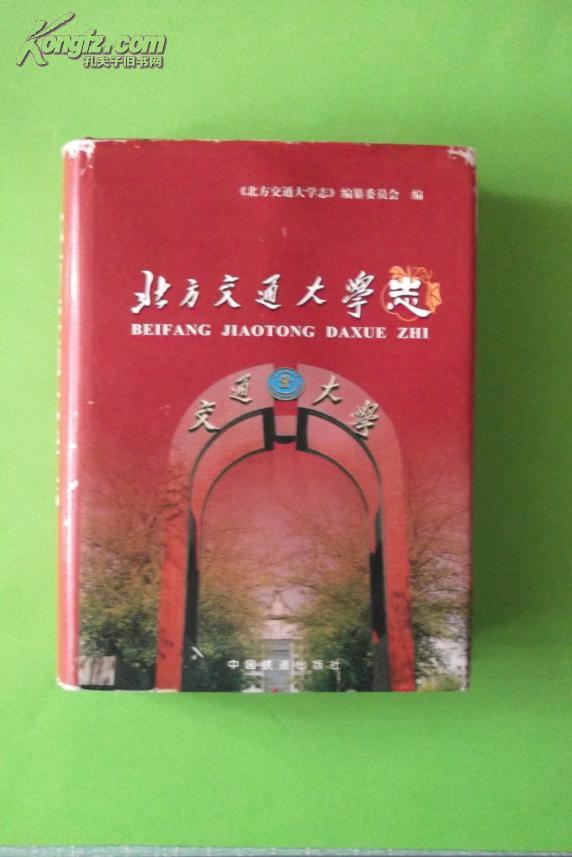 Kongfz.com
孔夫子旧书网
《北方交通大学志》编纂委员会 编
北方交通大學志
BEIFANG JIAOTONG DAXUE ZHI
交通大學
中国铁道出版社